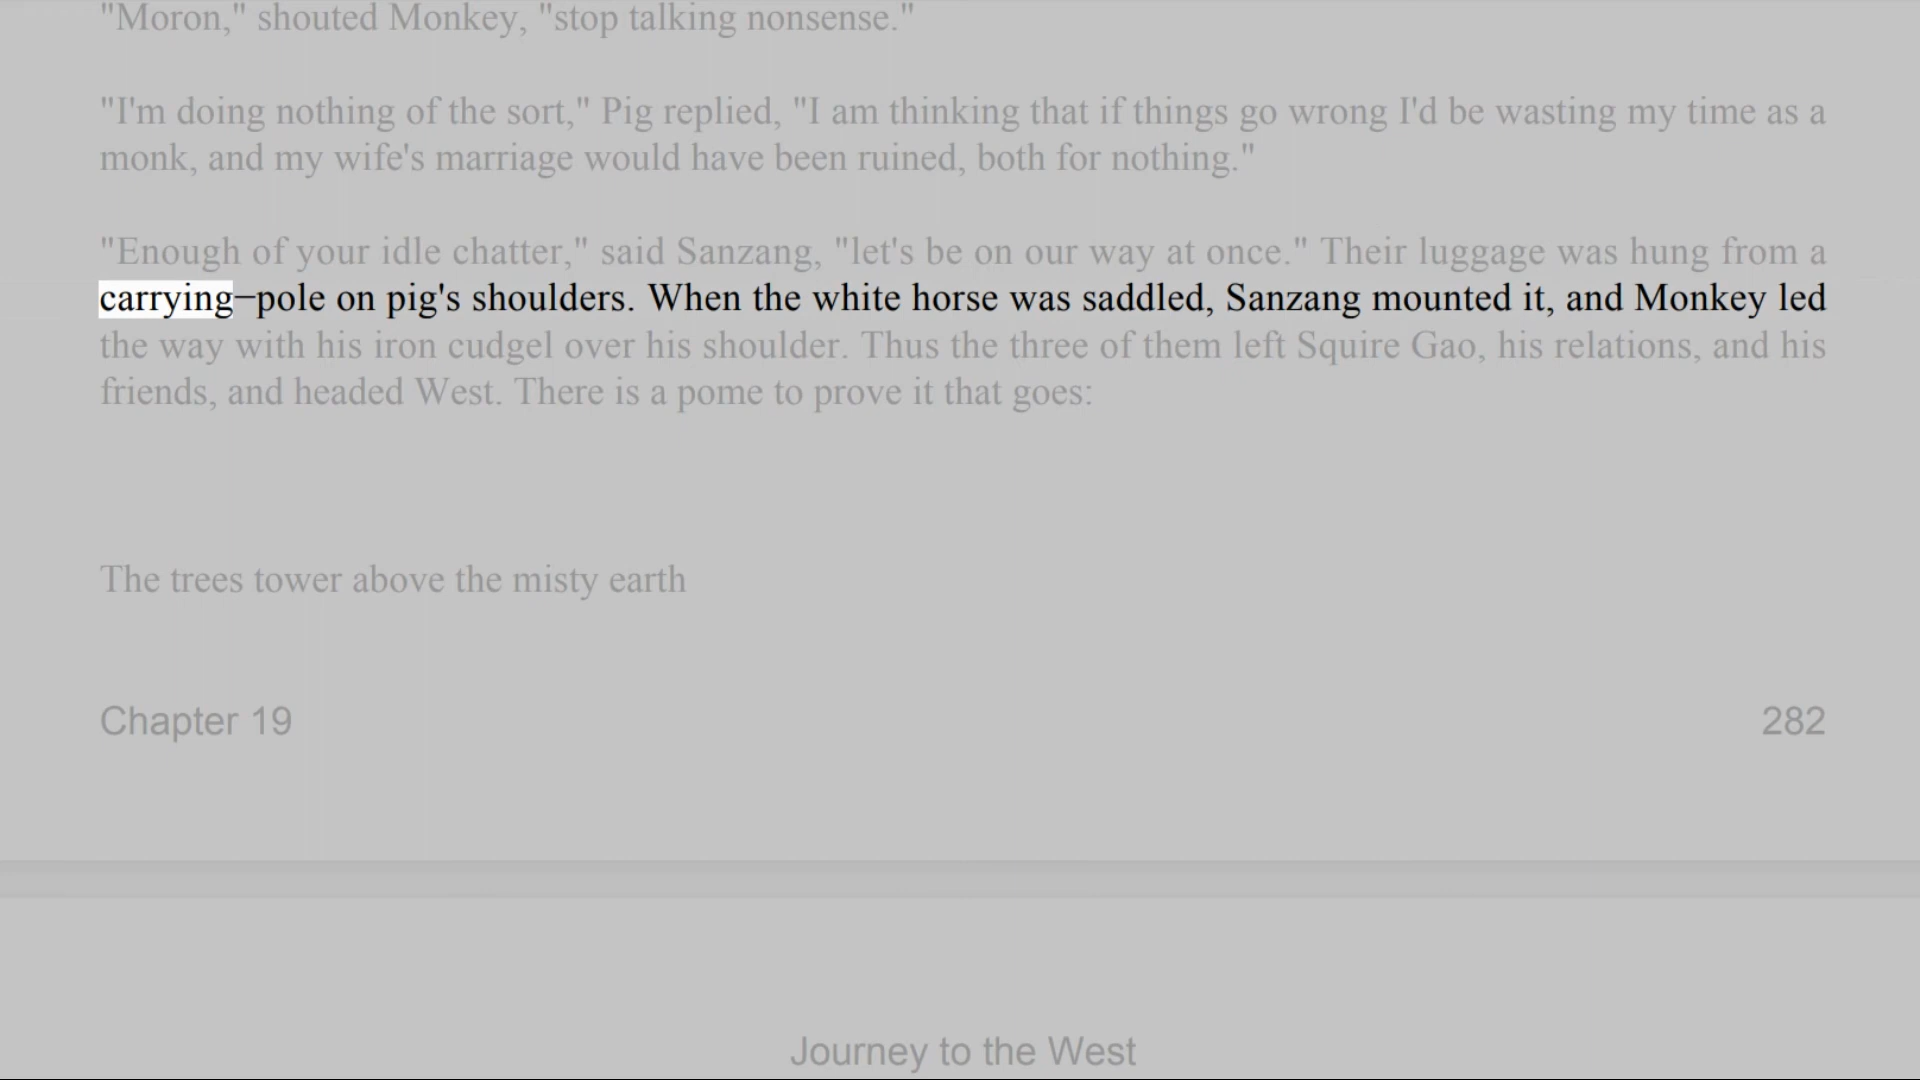 "Moron," shouted Monkey, "stop talking nonsense."
"I'm doing nothing of the sort," Pig replied, "I am thinking that if things go wrong I'd be wasting my time as a
monk, and my wife's marriage would have been ruined, both for nothing."
"Enough of your idle chatter," said Sanzang, "let's be on our way at once." Their luggage was hung from a
carrying−pole on pig's shoulders. When the white horse was saddled, Sanzang mounted it, and Monkey led
the way with his iron cudgel over his shoulder. Thus the three of them left Squire Gao, his relations, and his
friends, and headed West. There is a pome to prove it that goes:
The trees tower above the misty earth
Chapter 19 282
Journey to the West